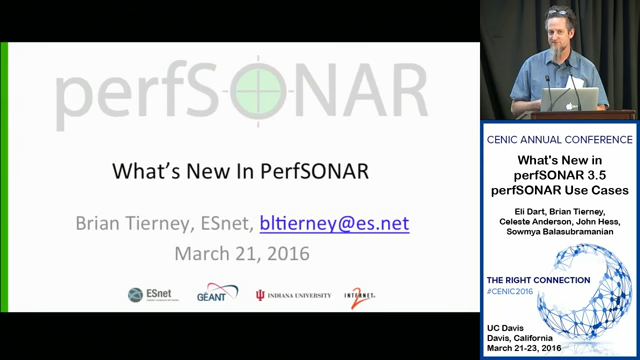 perfSONAR
What's New In PerfSONAR
Brian Tierney, ESnet, bltierney@es.net
March 21, 2016
ESnet
GÉANT
INDIANA UNIVERSITY
INTERNET2
CENIC ANNUAL CONFERENCE
What's New in
perfSONAR 3.5
perfSONAR Use Cases
Eli Dart, Brian Tierney,
Celeste Anderson, John Hess,
Sowmya Balasubramanian
THE RIGHT CONNECTION
#CENIC2016
UC Davis
Davis, California
March 21-23, 2016